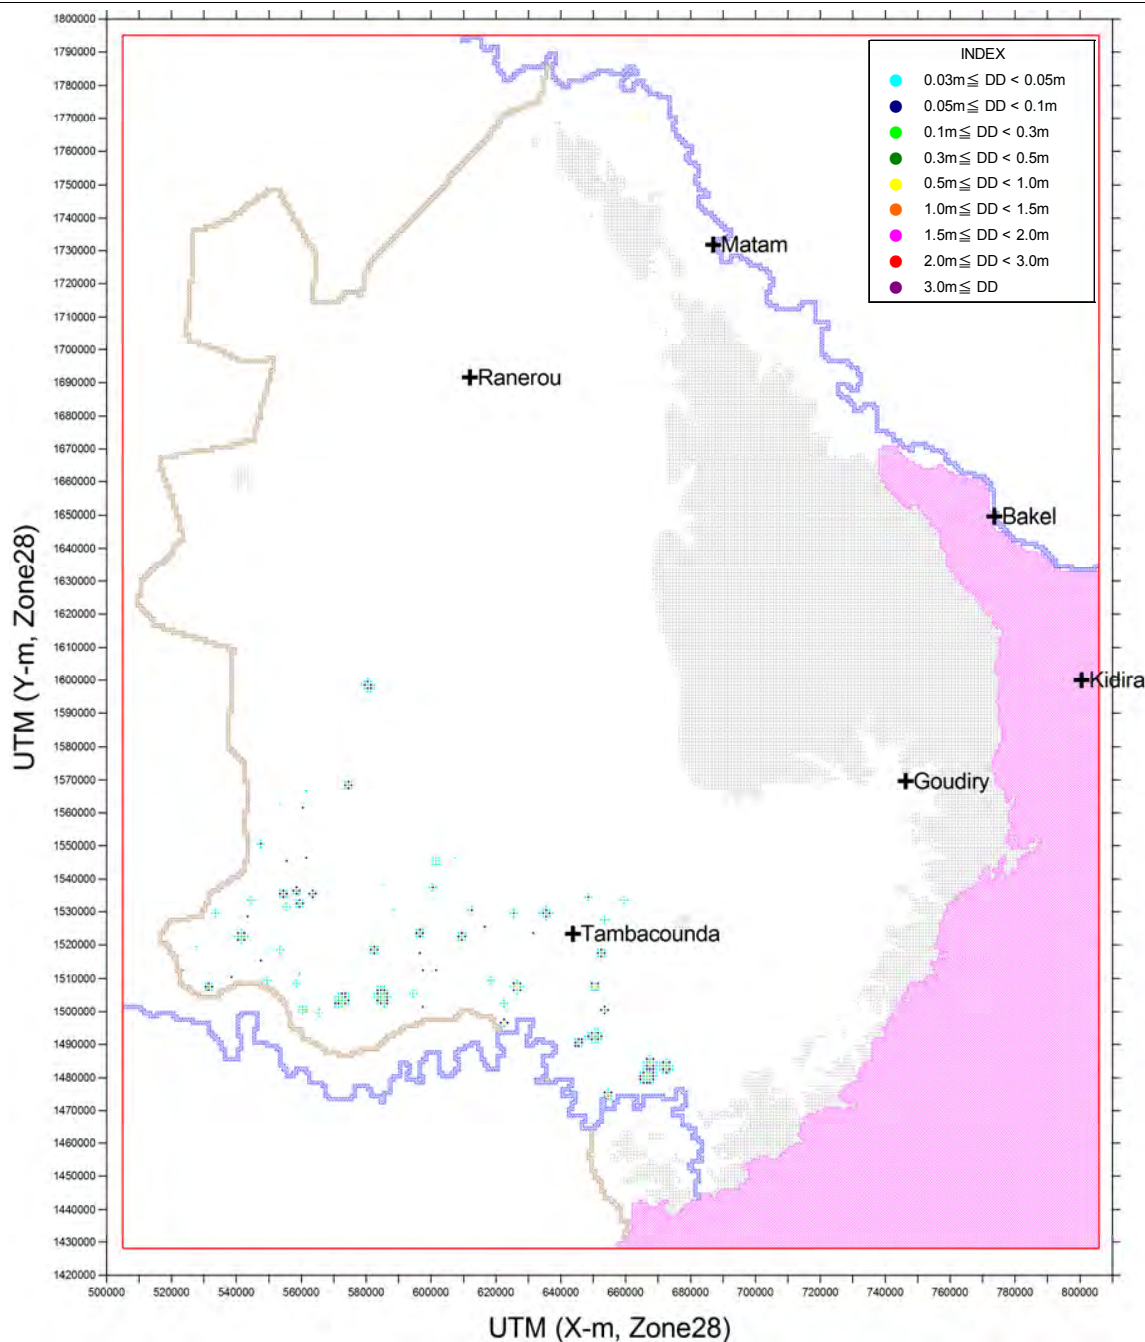 INDEX
0.03m≦ DD < 0.05m
0.05m≦ DD < 0.1m
0.1m≦ DD < 0.3m
0.3m≦ DD < 0.5m
0.5m≦ DD < 1.0m
1.0m≦ DD < 1.5m
1.5m≦ DD < 2.0m
2.0m≦ DD < 3.0m
3.0m≦ DD
Matam
Ranerou
Bakel
Kidira
Goudiry
Tambacounda
UTM (Y-m, Zone28)
1800000
1790000
1780000
1770000
1760000
1750000
1740000
1730000
1720000
1710000
1700000
1690000
1680000
1670000
1660000
1650000
1640000
1630000
1620000
1610000
1600000
1590000
1580000
1570000
1560000
1550000
1540000
1530000
1520000
1510000
1500000
1490000
1480000
1470000
1460000
1450000
1440000
1430000
1420000
500000 520000 540000 560000 580000 600000 620000 640000 660000 680000 700000 720000 740000 760000 780000 800000
UTM (X-m, Zone28)